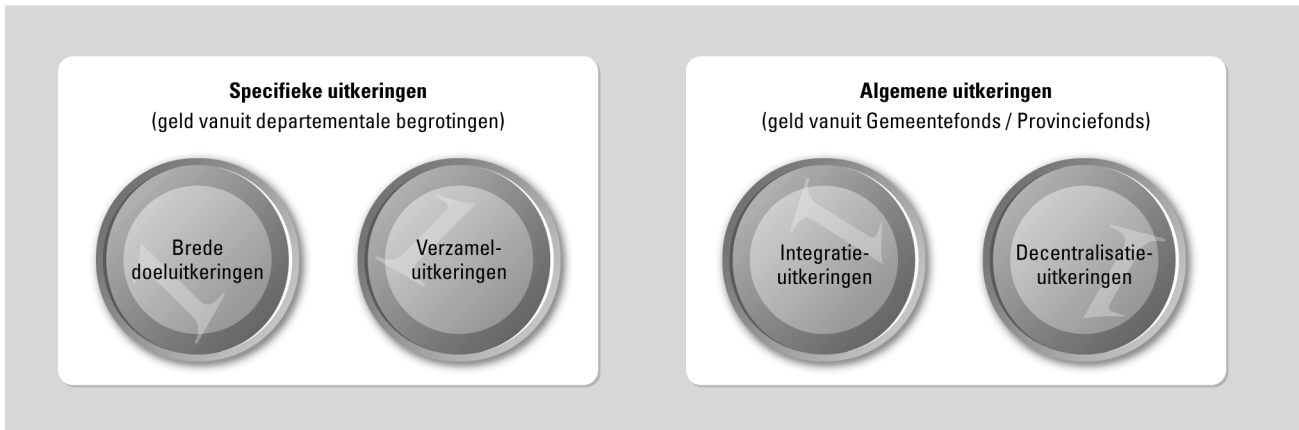 Specifieke uitkeringen
(geld vanuit departementale begrotingen)
Brede
doeluitkeringen
Verzamel-
uitkeringen
Algemene uitkeringen
(geld vanuit Gemeentefonds / Provinciefonds)
Integratie-
uitkeringen
Decentralisatie-
uitkeringen